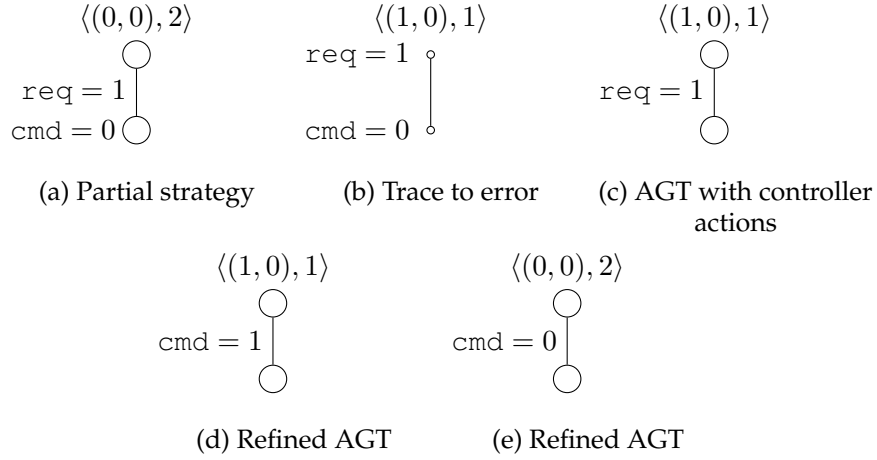 ⟨(0, 0), 2⟩
req = 1
cmd = 0
(a) Partial strategy
⟨(1, 0), 1⟩
req = 1
cmd = 0
(b) Trace to error
⟨(1, 0), 1⟩
req = 1
(c) AGT with controller
actions
⟨(1, 0), 1⟩
cmd = 1
(d) Refined AGT
⟨(0, 0), 2⟩
cmd = 0
(e) Refined AGT